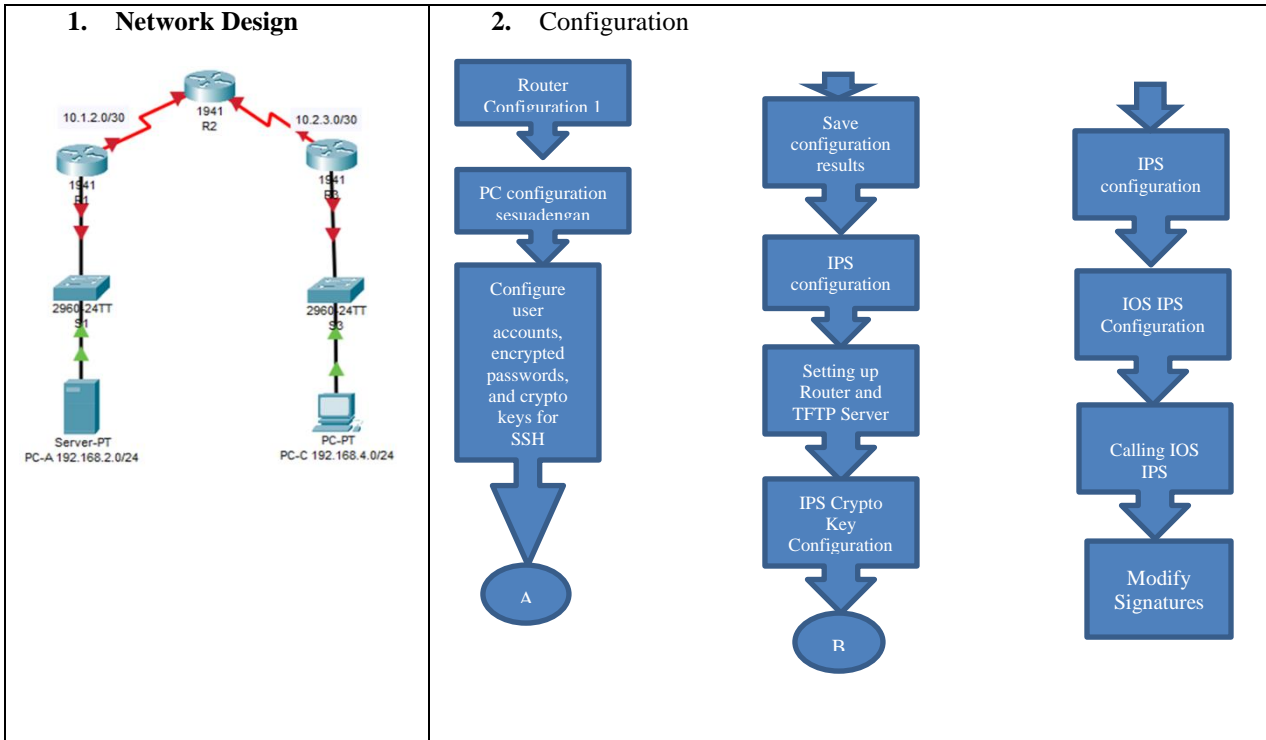 1. Network Design
1941
R2
10.1.2.0/30
10.2.3.0/30
1941
1941
2960-24TT
S1
2960-24TT
S3
Server-PT
PC-A 192.168.2.0/24
PC-PT
PC-C 192.168.4.0/24
2. Configuration
Router
Configuration 1
PC configuration
sesuadengan
Configure
user
accounts,
encrypted
passwords,
and crypto
keys for
SSH
A
Save
configuration
results
IPS
configuration
Setting up
Router and
TFTP Server
IPS Crypto
Key
Configuration
B
IPS
configuration
IOS IPS
Configuration
Calling IOS
IPS
Modify
Signatures